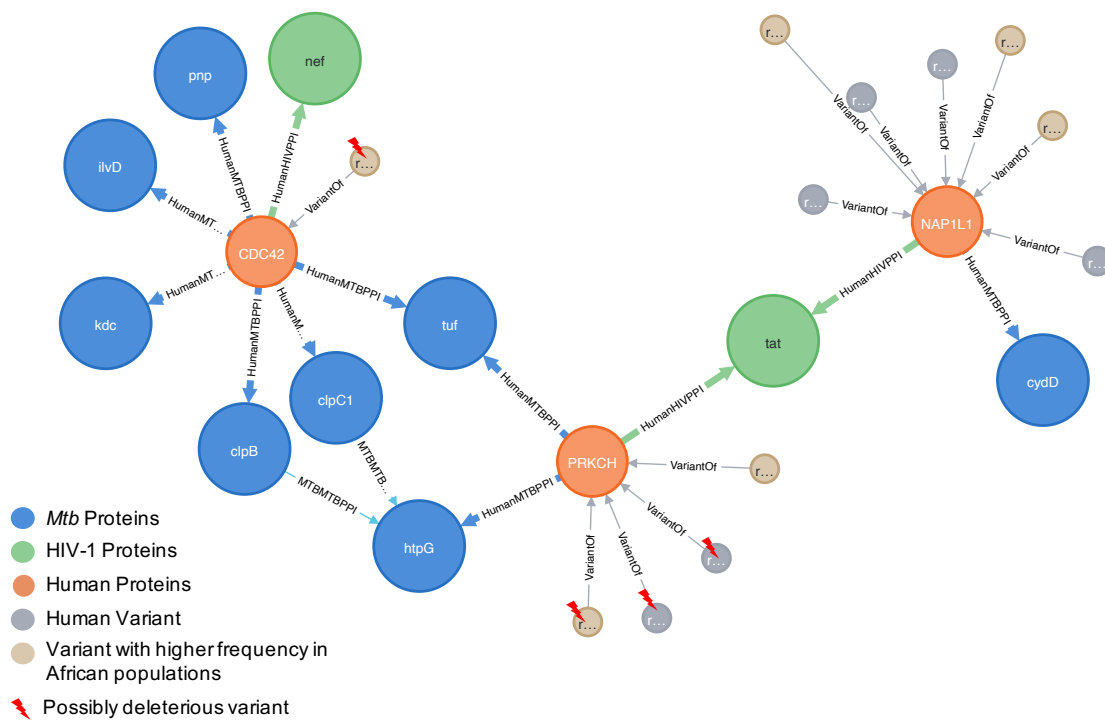 r…
r…
nef
r…
pnp
r…
VariantOf
VariantOf
VariantOf
VariantOf
r…
HumanMTBPPI
HumanHIVPPI
r…
VariantOf
VariantOf
ilvD
VariantOf
HumanMT…
r…
VariantOf
NAP1L1
CDC42
VariantOf
r…
HumanMT…
HumanMTBPPI
HumanHIVPPI
HumanMTBPPI
kdc
HumanM…
tuf
HumanMTBPPI
tat
cydD
clpC1
HumanMTBPPI
HumanHIVPPI
clpB
MTBMTB…
PRKCH
VariantOf
r…
MTBMTBPPI
HumanMTBPPI
VariantOf
htpG
VariantOf
VariantOf
r…
r…
r…
Mtb Proteins
HIV-1 Proteins
Human Proteins
Human Variant
Variant with higher frequency in
African populations
Possibly deleterious variant